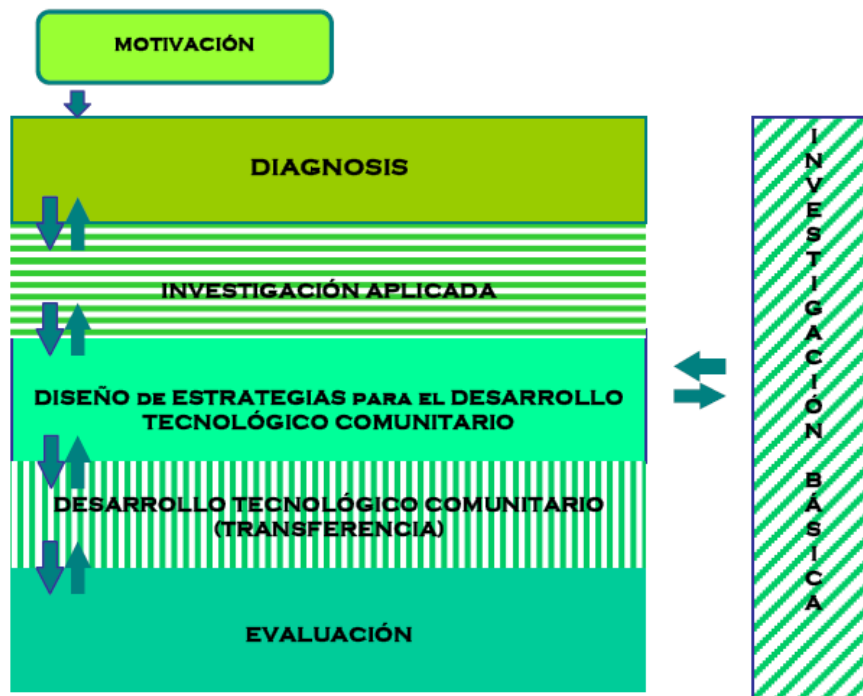 MOTIVACIÓN
DIAGNOSIS
INVESTIGACIÓN APLICADA
DISEÑO de ESTRATEGIAS PARA EL DESARROLLO
TECNOLÓGICO COMUNITARIO
DESARROLLO TECNOLÓGICO COMUNITARIO
(TRANSFERENCIA)
EVALUACIÓN
INVESTIGACIÓN BÁSICA